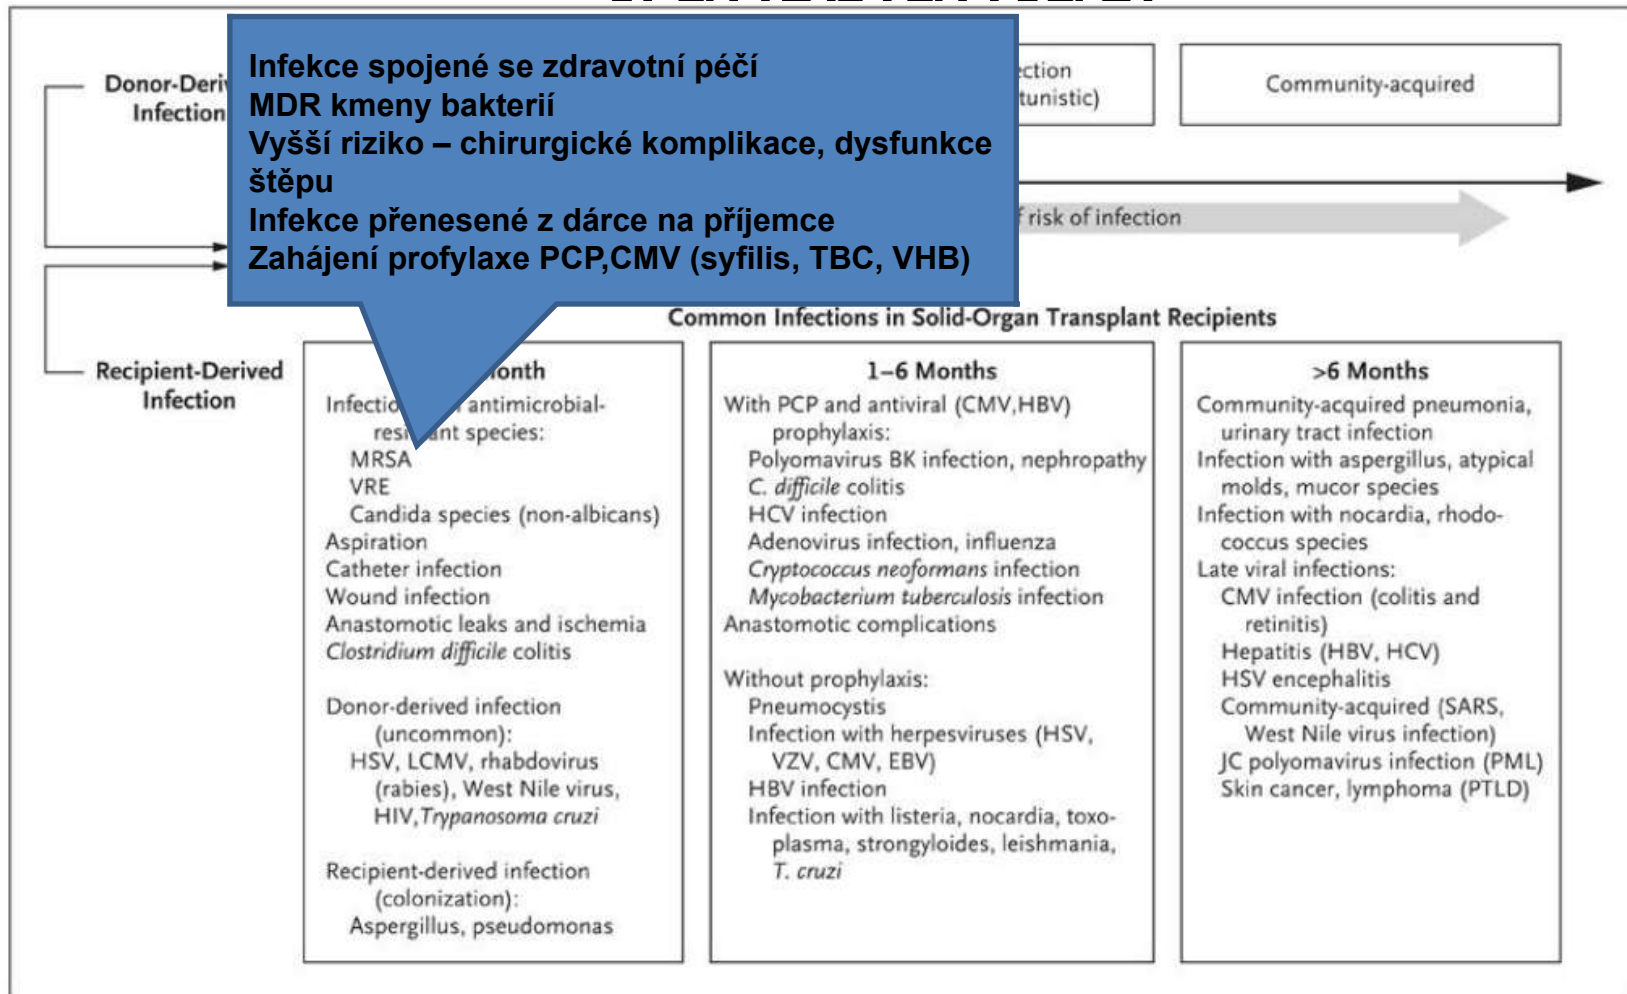 Donor-Deri
Infection
Infekce spojené se zdravotní péčí
MDR kmeny bakterií
Vyšší riziko – chirurgické komplikace, dysfunkce
štěpu
Infekce přenesené z dárce na příjemce
Zahájení profylaxe PCP,CMV (syfilis, TBC, VHB)
ction
tunistic)
Community-acquired
risk of infection
Common Infections in Solid-Organ Transplant Recipients
Recipient-Derived
Infection
onth
Infectio antimicrobial-
resi ant species:
MRSA
VRE
Candida species (non-albicans)
Aspiration
Catheter infection
Wound infection
Anastomotic leaks and ischemia
Clostridium difficile colitis
Donor-derived infection
(uncommon):
HSV, LCMV, rhabdovirus
(rabies), West Nile virus,
HIV,Trypanosoma cruzi
Recipient-derived infection
(colonization):
Aspergillus, pseudomonas
1–6 Months
With PCP and antiviral (CMV,HBV)
prophylaxis:
Polyomavirus BK infection, nephropathy
C. difficile colitis
HCV infection
Adenovirus infection, influenza
Cryptococcus neoformans infection
Mycobacterium tuberculosis infection
Anastomotic complications
Without prophylaxis:
Pneumocystis
Infection with herpesviruses (HSV,
VZV, CMV, EBV)
HBV infection
Infection with listeria, nocardia, toxo-
plasma, strongyloides, leishmania,
T. cruzi
>6 Months
Community-acquired pneumonia,
urinary tract infection
Infection with aspergillus, atypical
molds, mucor species
Infection with nocardia, rhodo-
coccus species
Late viral infections:
CMV infection (colitis and
retinitis)
Hepatitis (HBV, HCV)
HSV encephalitis
Community-acquired (SARS,
West Nile virus infection)
JC polyomavirus infection (PML)
Skin cancer, lymphoma (PTLD)